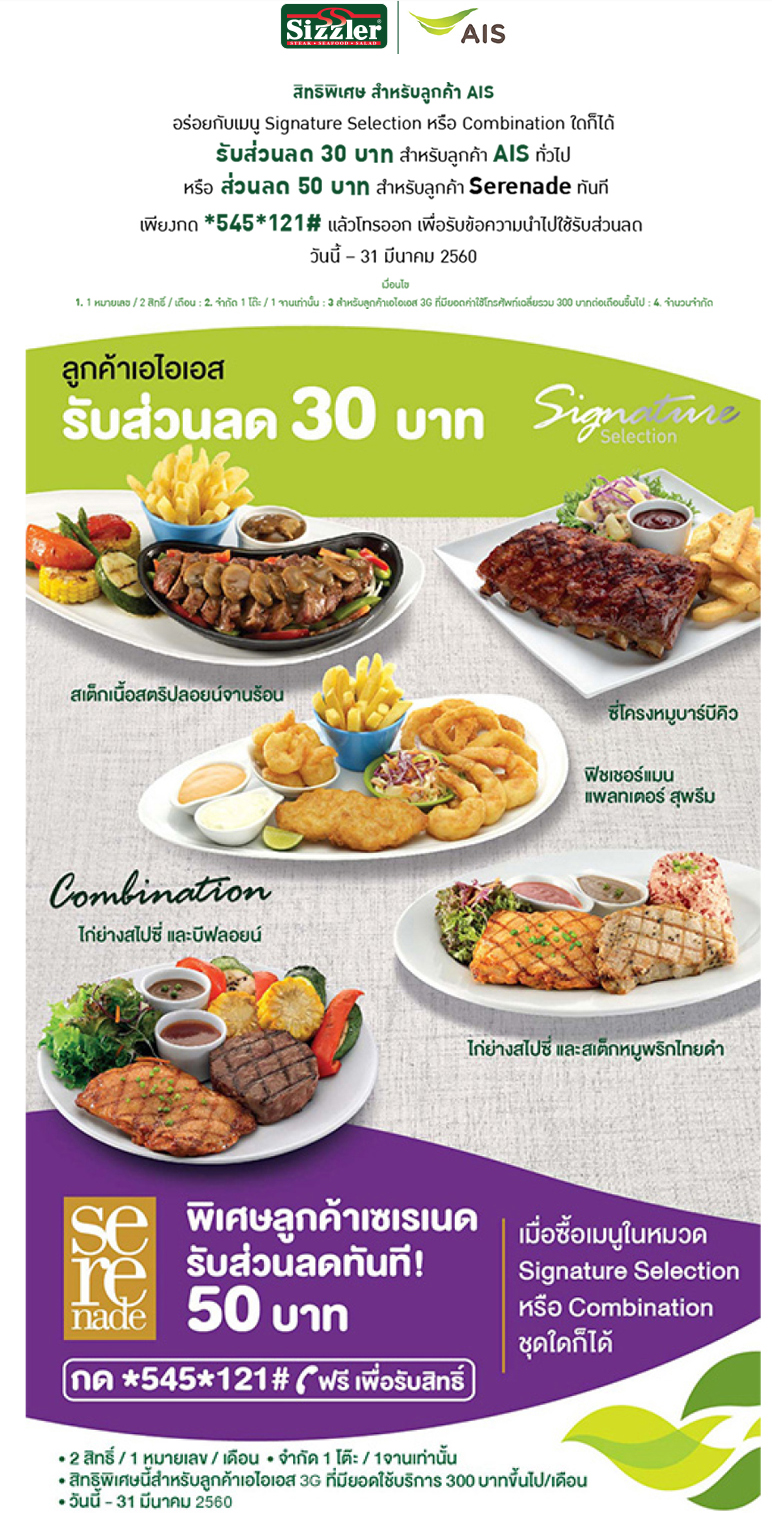 Sizzler
STEAK • SEAFOOD • SALAD
AIS
สิทธิพิเศษ สำหรับลูกค้า AIS
อร่อยกับเมนู Signature Selection หรือ Combination ใดก็ได้
รับส่วนลด 30 บาท สำหรับลูกค้า AIS ทั่วไป
หรือ ส่วนลด 50 บาท สำหรับลูกค้า Serenade ทันที
เพียงกด *545*121# แล้วโทรออก เพื่อรับข้อความนำไปใช้รับส่วนลด
วันนี้ – 31 มีนาคม 2560
เงื่อนไข
1. 1 หมายเลข / 2 สิทธิ์ / เดือน : 2. จำกัด 1 โต๊ะ / 1 จานเท่านั้น : 3 สำหรับลูกค้าเอไอเอส 3G ที่มียอดค่าใช้โทรศัพท์เฉลี่ยรวม 300 บาทต่อเดือนขึ้นไป : 4. จำนวนจำกัด
ลูกค้าเอไอเอส
รับส่วนลด 30 บาท
Signature
Selection
สเต็กเนื้อสตริปลอยน์จานร้อน
ซี่โครงหมูบาร์บีคิว
ฟิชเชอร์แมน
แพลทเตอร์ สุพรีม
Combination
ไก่ย่างสไปซี่ และบีฟลอยน์
ไก่ย่างสไปซี่ และสเต็กหมูพริกไทยดำ
se
re
nade
พิเศษลูกค้าเซเรเนด
รับส่วนลดทันที!
50 บาท
กด *545*121# ฟรี เพื่อรับสิทธิ์
เมื่อซื้อเมนูในหมวด
Signature Selection
หรือ Combination
ชุดใดก็ได้
• 2 สิทธิ์ / 1 หมายเลข / เดือน • จำกัด 1 โต๊ะ / 1จานเท่านั้น
• สิทธิพิเศษนี้สำหรับลูกค้าเอไอเอส 3G ที่มียอดใช้บริการ 300 บาทขึ้นไป/เดือน
• วันนี้ - 31 มีนาคม 2560